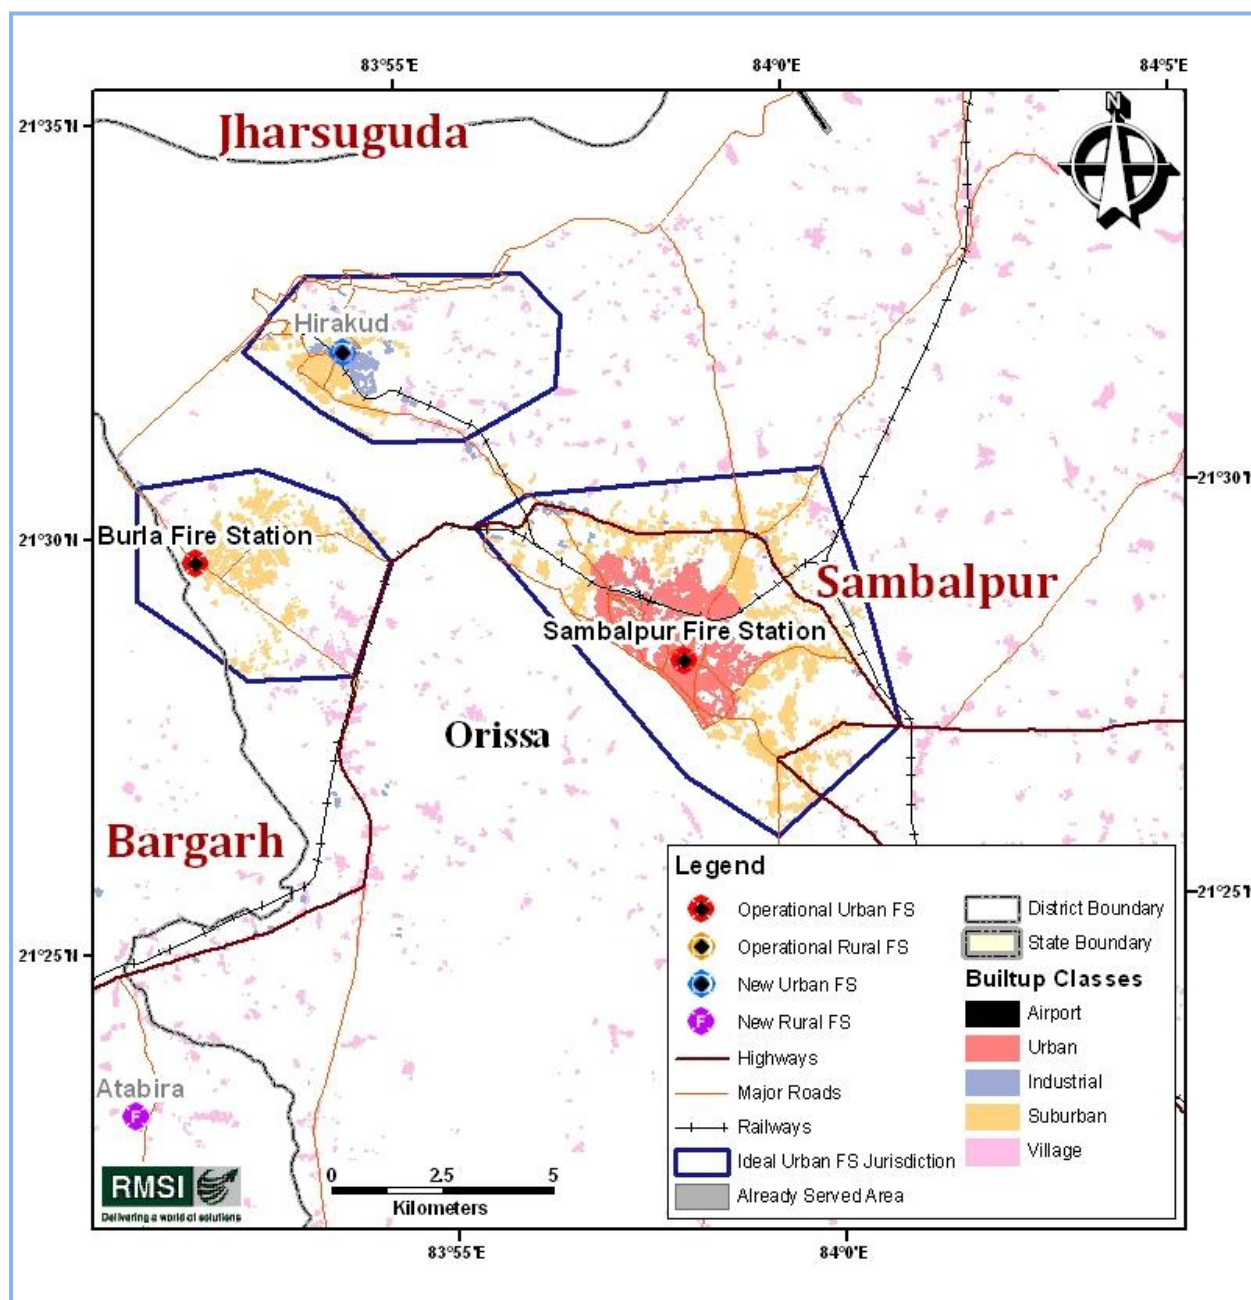 83°55'E
84°0'E
84°5'E
21°35'N
Jharsuguda
N
Hirakud
21°30'N
Burla Fire Station
21°30'N
Sambalpur
Sambalpur Fire Station
Orissa
Bargarh
Legend
Operational Urban FS
Operational Rural FS
New Urban FS
F New Rural FS
Highways
Major Roads
Railways
Ideal Urban FS Jurisdiction
Already Served Area
District Boundary
State Boundary
Builtup Classes
Airport
Urban
Industrial
Suburban
Village
21°25'N
21°25'N
Atabira
F
RMSI
Delivering a world of solutions
0 2.5 5
Kilometers
83°55'E
84°0'E